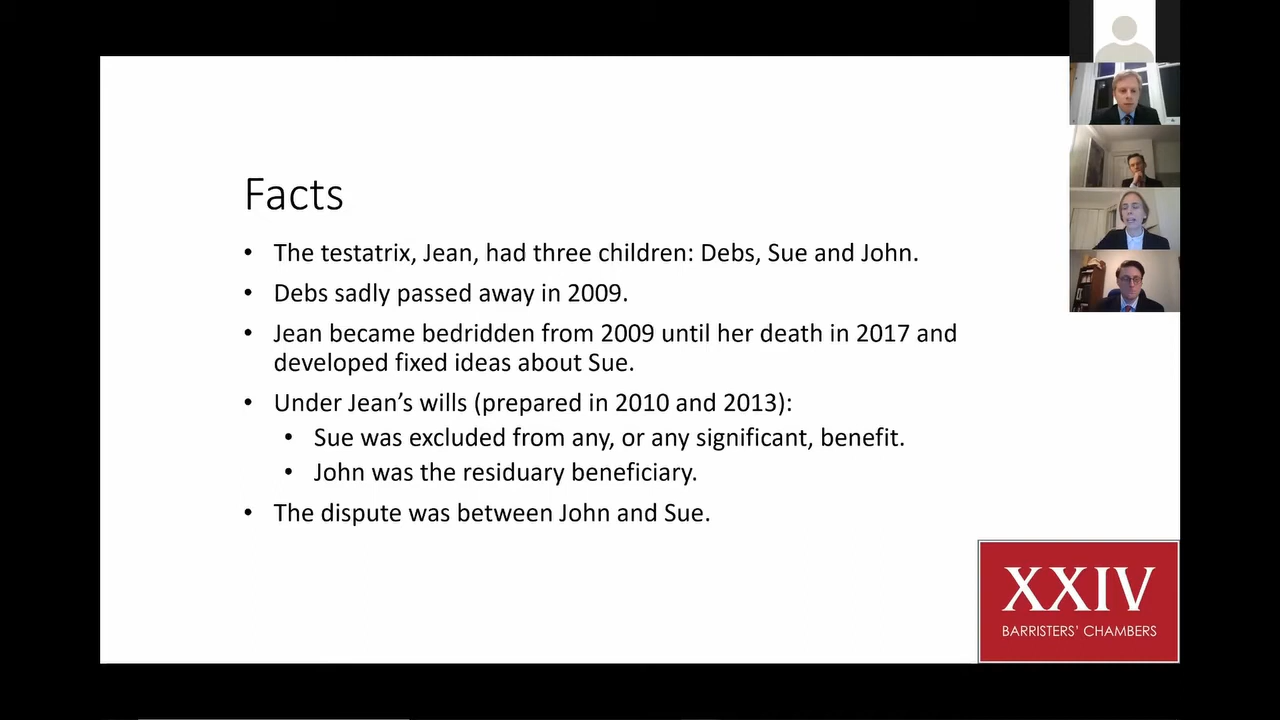 Facts
• The testatrix, Jean, had three children: Debs, Sue and John.
• Debs sadly passed away in 2009.
• Jean became bedridden from 2009 until her death in 2017 and
developed fixed ideas about Sue.
• Under Jean’s wills (prepared in 2010 and 2013):
• Sue was excluded from any, or any significant, benefit.
• John was the residuary beneficiary.
• The dispute was between John and Sue.
XXIV
BARRISTERS’ CHAMBERS